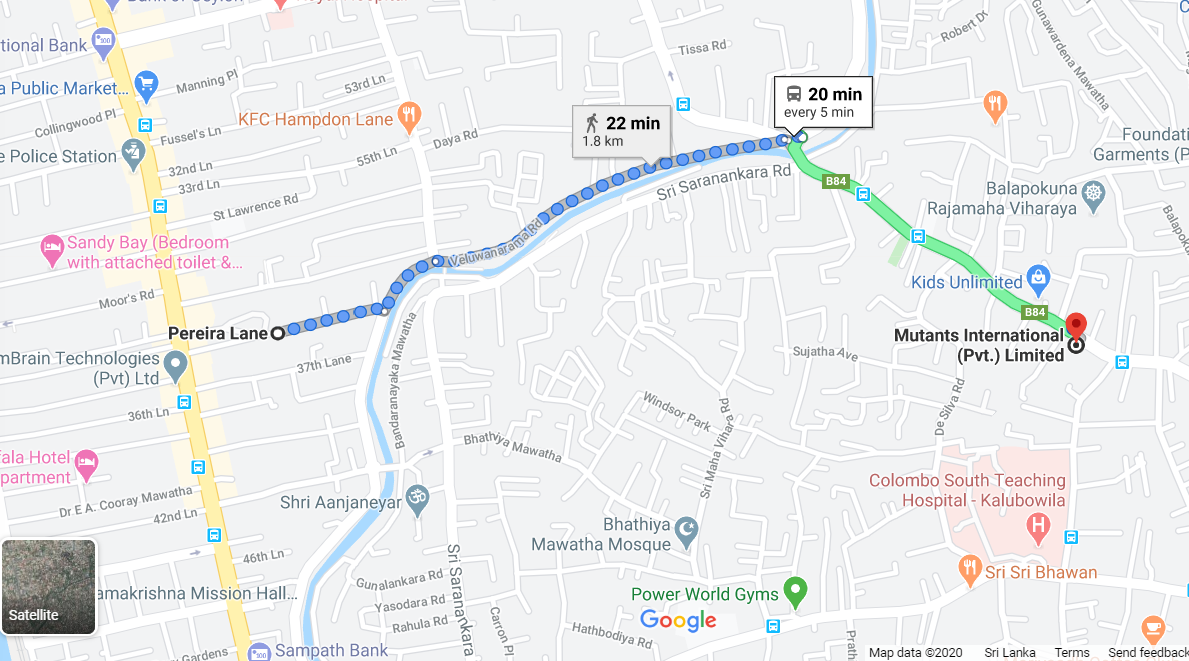 Bank of Ceylon
Royal Hospital
tional Bank
Tissa Rd
Robert Dr
Gunawardena Mawatha
20 min
every 5 min
a Public Market...
Manning Pl
53rd Ln
22 min
1.8 km
Collingwood Pl
KFC Hampdon Lane
Fussel's Ln
Daya Rd
Foundati
Garments (P
e Police Station
55th Ln
32nd Ln
33rd Ln
B84
St Lawrence Rd
Sri Saranankara Rd
Balapokuna
Rajamaha Viharaya
Balapoku
Sandy Bay (Bedroom
with attached toilet &...
Veluwanarama Rd
Kids Unlimited
Moor's Rd
B84
Pereira Lane
Mutants International
(Pvt.) Limited
mBrain Technologies
(Pvt) Ltd
37th Lane
Bandaranayaka Mawatha
Sujatha Ave
36th Ln
Windsor Park
De Silva Rd
Sri Maha Vihara Rd
Bhathiya Mawatha
fala Hotel
partment
Dr E A. Cooray Mawatha
Shri Aanjaneyar
Colombo South Teaching
Hospital - Kalubowila
42nd Ln
Bhathiya
Mawatha Mosque
46th Ln
Sri Saranankara
Sri Sri Bhawan
Gunalankara Rd
Power World Gyms
amakrishna Mission Hall...
Yasodara Rd
Carron Pl
Satellite
Rahula Rd
Google
Hathbodiya Rd
Prath
Gardens
Sampath Bank
Map data ©2020
Sri Lanka
Terms
Send feedback